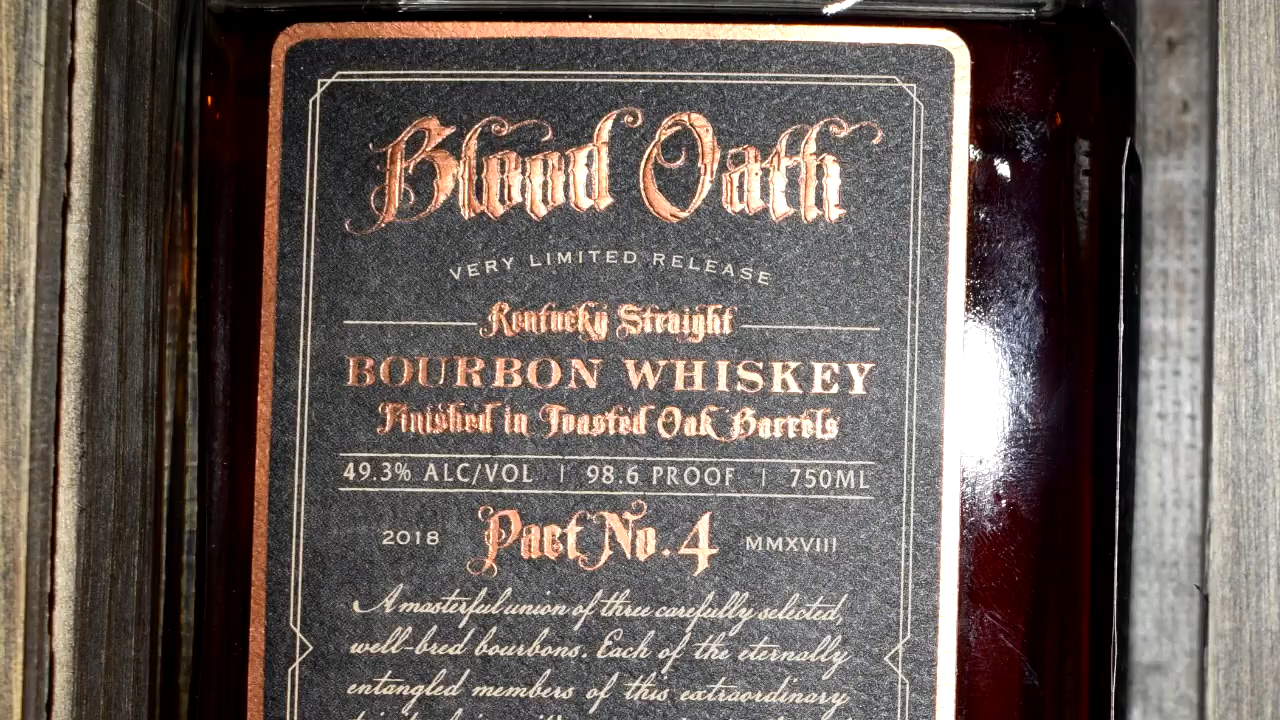 Blood Oath
VERY LIMITED RELEASE
Kentucky Straight
BOURBON WHISKEY
Finished in Toasted Oak Barrels
49.3% ALC/VOL | 98.6 PROOF | 750ML
2018 Pact No. 4 MMXVIII
A masterful union of three carefully selected,
well-bred bourbons. Each of the eternally
entangled members of this extraordinary